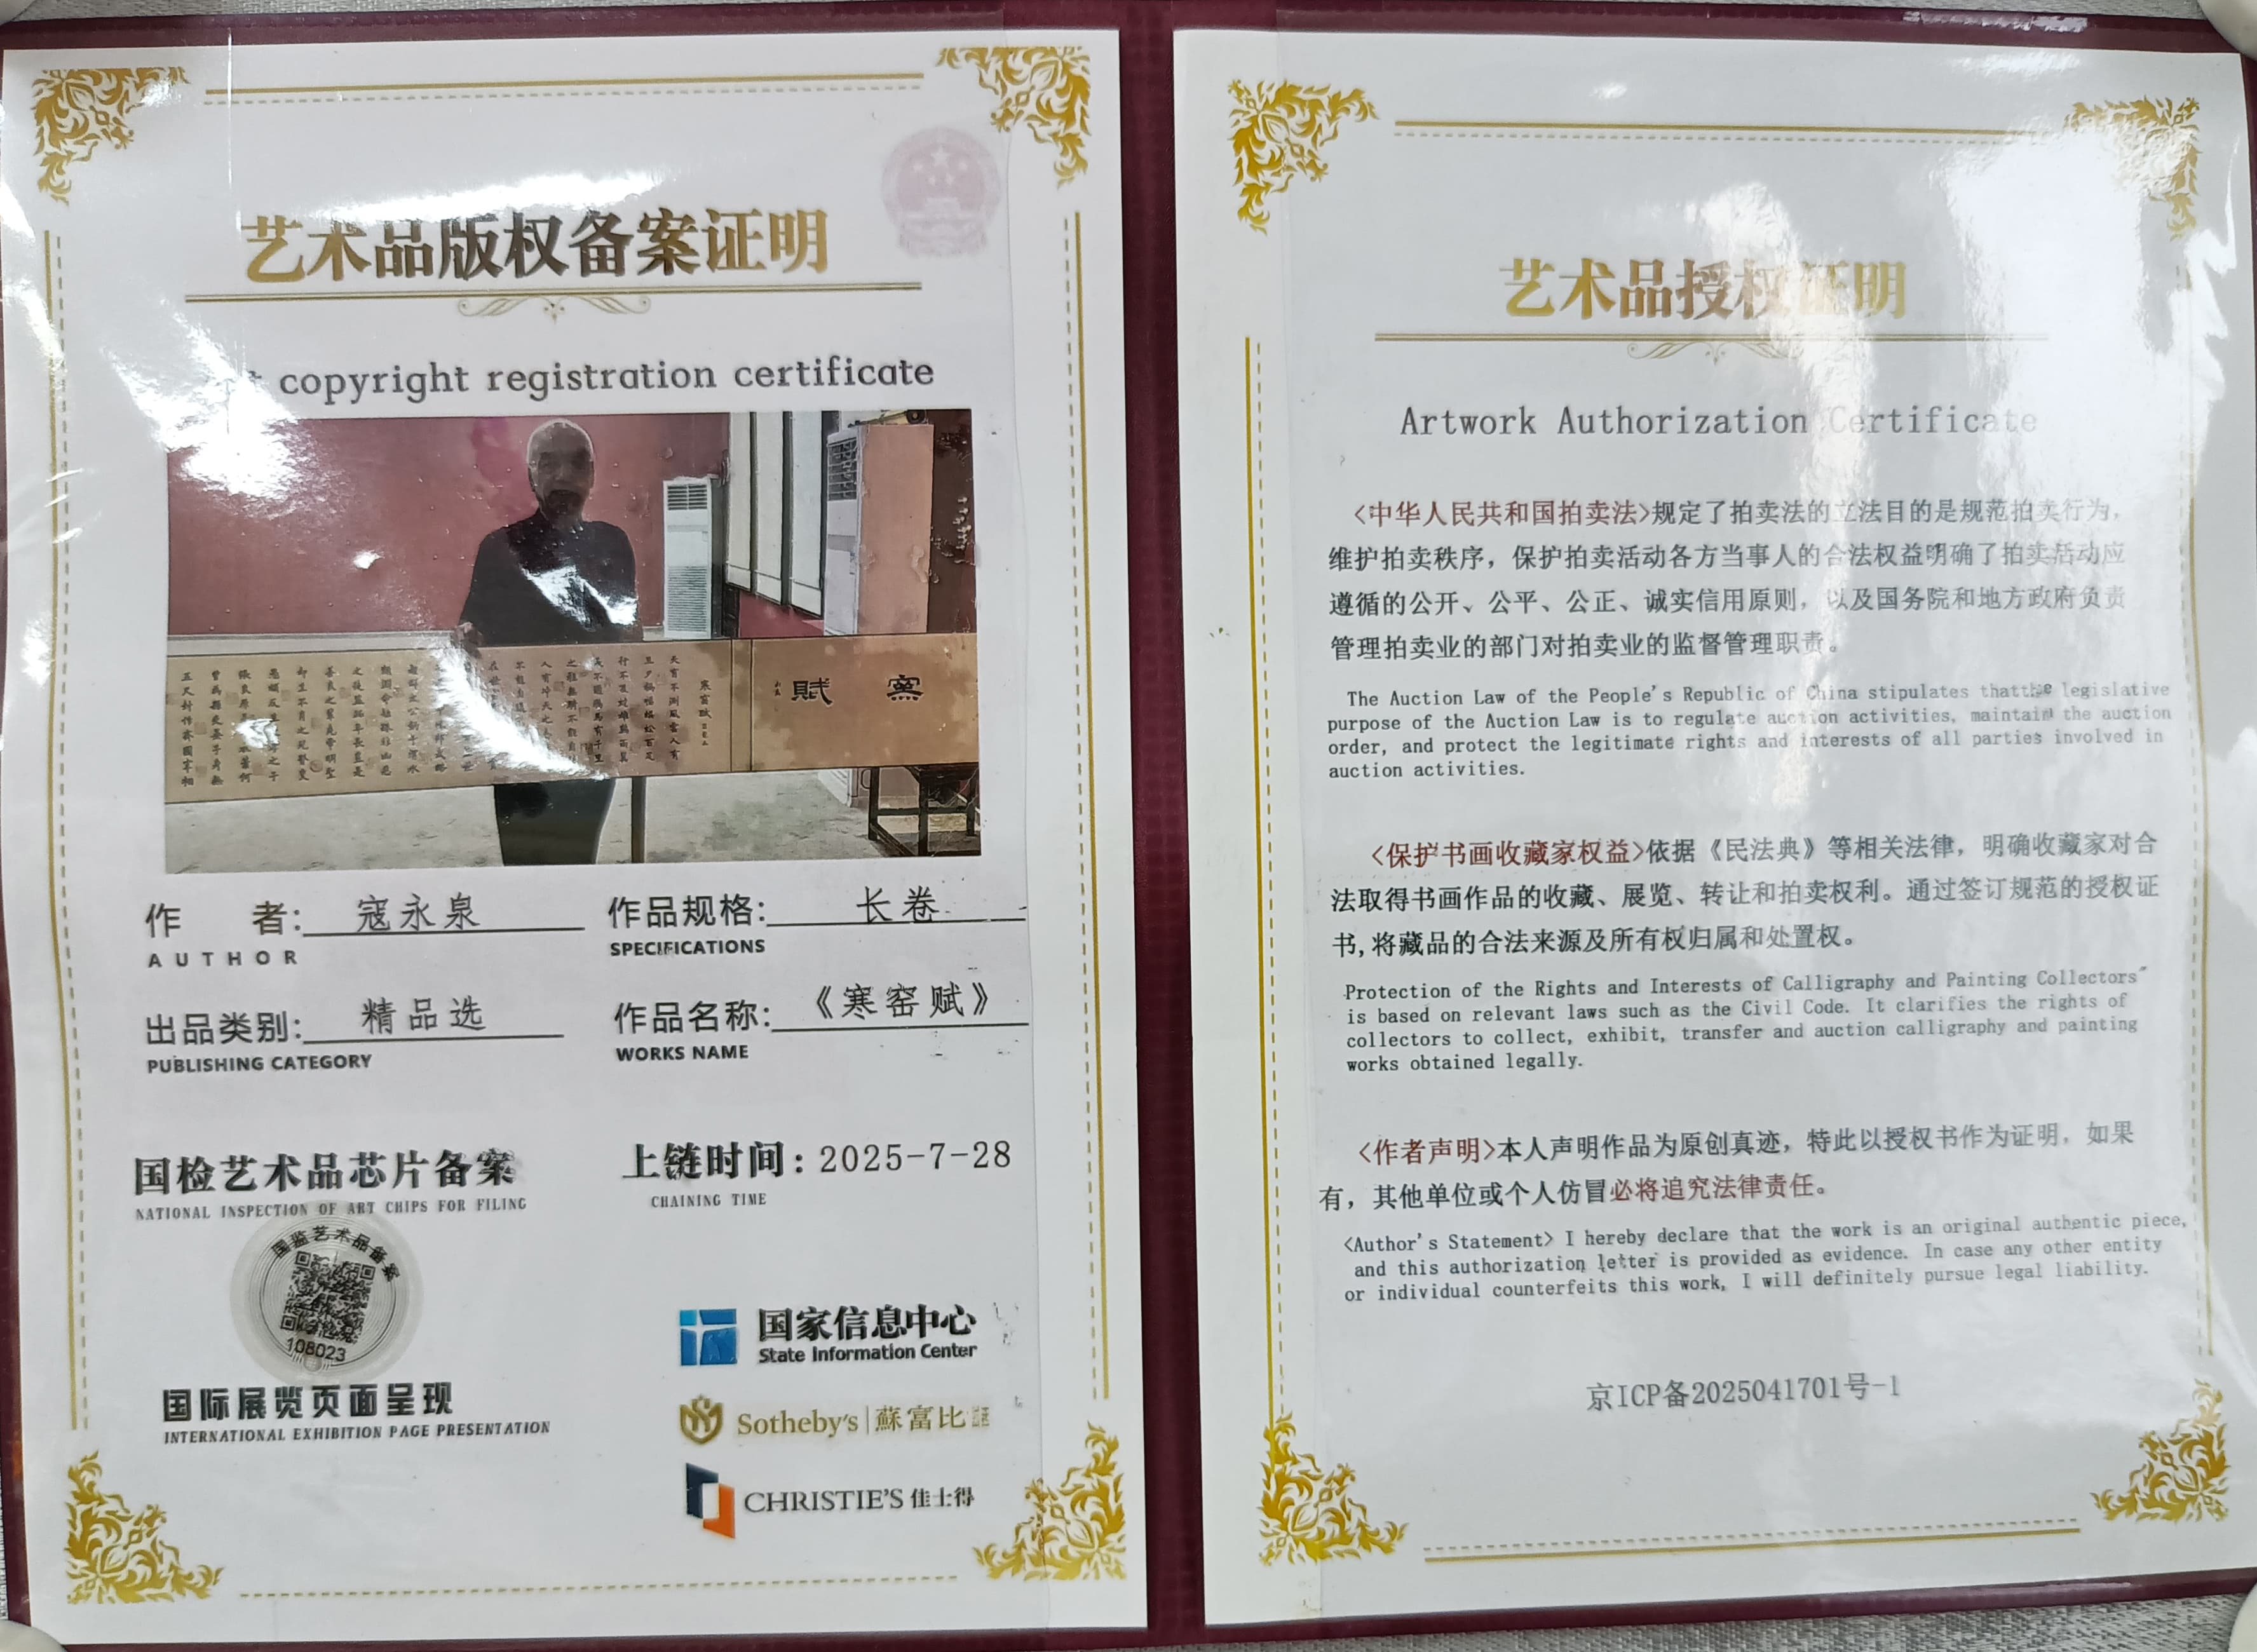 艺术品版权备案证明
copyright registration certificate
寒窑赋
天有不测风云人有
赋
窯
作 者: 寇永泉
AUTHOR
作品规格: 长卷
SPECIFICATIONS
出品类别: 精品选
PUBLISHING CATEGORY
作品名称: 《寒窑赋》
WORKS NAME
国检艺术品芯片备案
NATIONAL INSPECTION OF ART CHIPS FOR FILING
上链时间: 2025-7-28
CHAINING TIME
国监艺术品备案
108023
国际展览页面呈现
INTERNATIONAL EXHIBITION PAGE PRESENTATION
国家信息中心
State Information Center
Sotheby's 蘇富比
CHRISTIE'S 佳士得
艺术品授权证明
Artwork Authorization Certificate
<中华人民共和国拍卖法>规定了拍卖法的立法目的是规范拍卖行为，
维护拍卖秩序，保护拍卖活动各方当事人的合法权益明确了拍卖活动应
遵循的公开、公平、公正、诚实信用原则，以及国务院和地方政府负责
管理拍卖业的部门对拍卖业的监督管理职责。
The Auction Law of the People's Republic of China stipulates thatthe legislative
purpose of the Auction Law is to regulate auction activities, maintain the auction
order, and protect the legitimate rights and interests of all parties involved in
auction activities.
<保护书画收藏家权益>依据《民法典》等相关法律，明确收藏家对合
法取得书画作品的收藏、展览、转让和拍卖权利。通过签订规范的授权证
书,将藏品的合法来源及所有权归属和处置权。
Protection of the Rights and Interests of Calligraphy and Painting Collectors"
is based on relevant laws such as the Civil Code. It clarifies the rights of
collectors to collect, exhibit, transfer and auction calligraphy and painting
works obtained legally.
<作者声明>本人声明作品为原创真迹，特此以授权书作为证明，如果
有，其他单位或个人仿冒必将追究法律责任。
<Author's Statement> I hereby declare that the work is an original authentic piece,
and this authorization letter is provided as evidence. In case any other entity
or individual counterfeits this work, I will definitely pursue legal liability.
京ICP备2025041701号-1